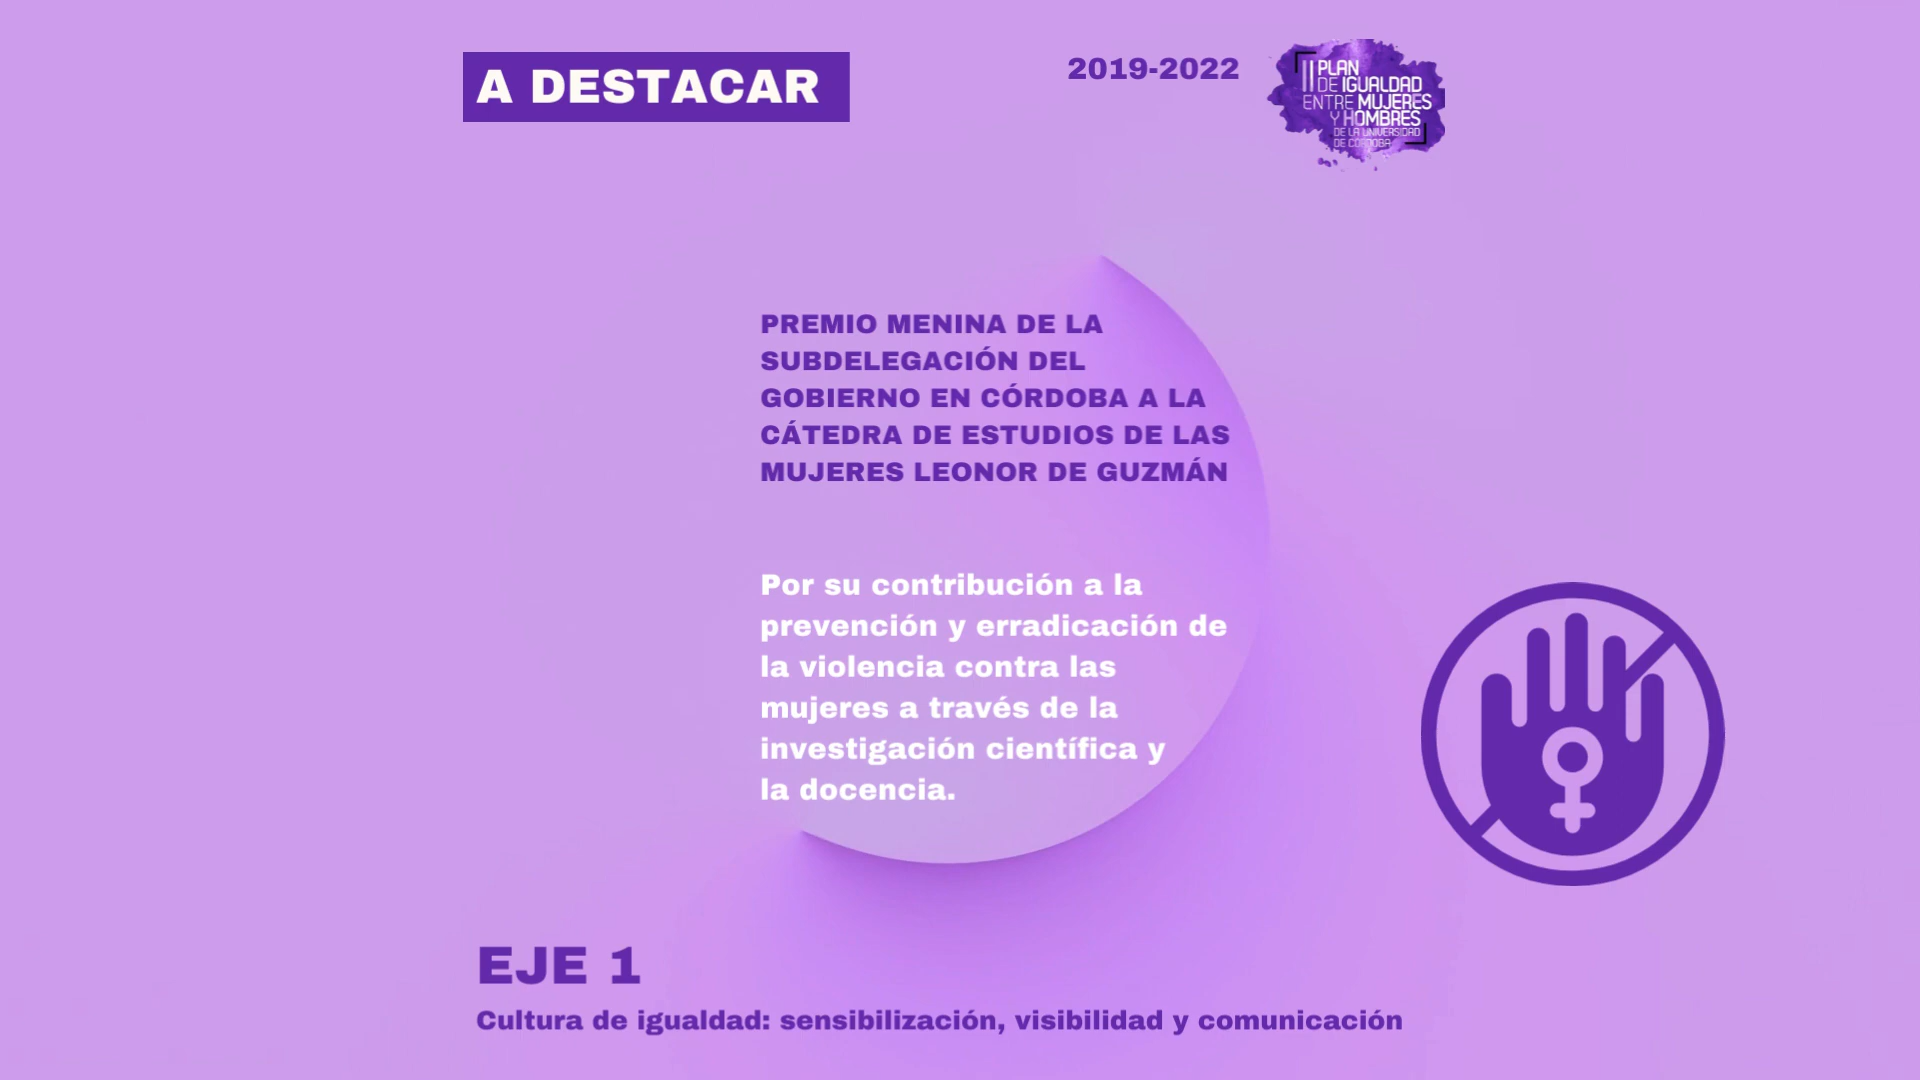 A DESTACAR
2019-2022
II PLAN
DE IGUALDAD
ENTRE MUJERES
Y HOMBRES
DE LA UNIVERSIDAD
DE CÓRDOBA
PREMIO MENINA DE LA
SUBDELEGACIÓN DEL
GOBIERNO EN CÓRDOBA A LA
CÁTEDRA DE ESTUDIOS DE LAS
MUJERES LEONOR DE GUZMÁN
Por su contribución a la
prevención y erradicación de
la violencia contra las
mujeres a través de la
investigación científica y
la docencia.
EJE 1
Cultura de igualdad: sensibilización, visibilidad y comunicación